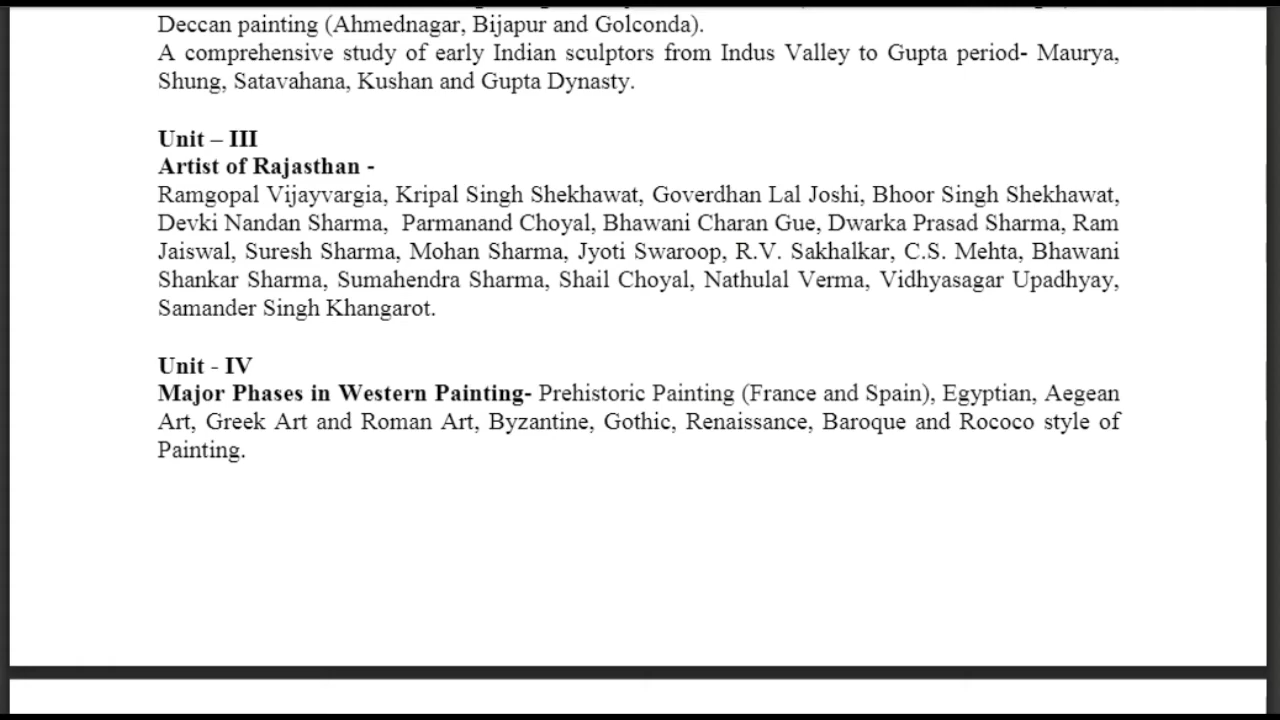 Deccan painting (Ahmednagar, Bijapur and Golconda).
A comprehensive study of early Indian sculptors from Indus Valley to Gupta period- Maurya,
Shung, Satavahana, Kushan and Gupta Dynasty.
Unit – III
Artist of Rajasthan -
Ramgopal Vijayvargia, Kripal Singh Shekhawat, Goverdhan Lal Joshi, Bhoor Singh Shekhawat,
Devki Nandan Sharma, Parmanand Choyal, Bhawani Charan Gue, Dwarka Prasad Sharma, Ram
Jaiswal, Suresh Sharma, Mohan Sharma, Jyoti Swaroop, R.V. Sakhalkar, C.S. Mehta, Bhawani
Shankar Sharma, Sumahendra Sharma, Shail Choyal, Nathulal Verma, Vidhyasagar Upadhyay,
Samander Singh Khangarot.
Unit - IV
Major Phases in Western Painting- Prehistoric Painting (France and Spain), Egyptian, Aegean
Art, Greek Art and Roman Art, Byzantine, Gothic, Renaissance, Baroque and Rococo style of
Painting.